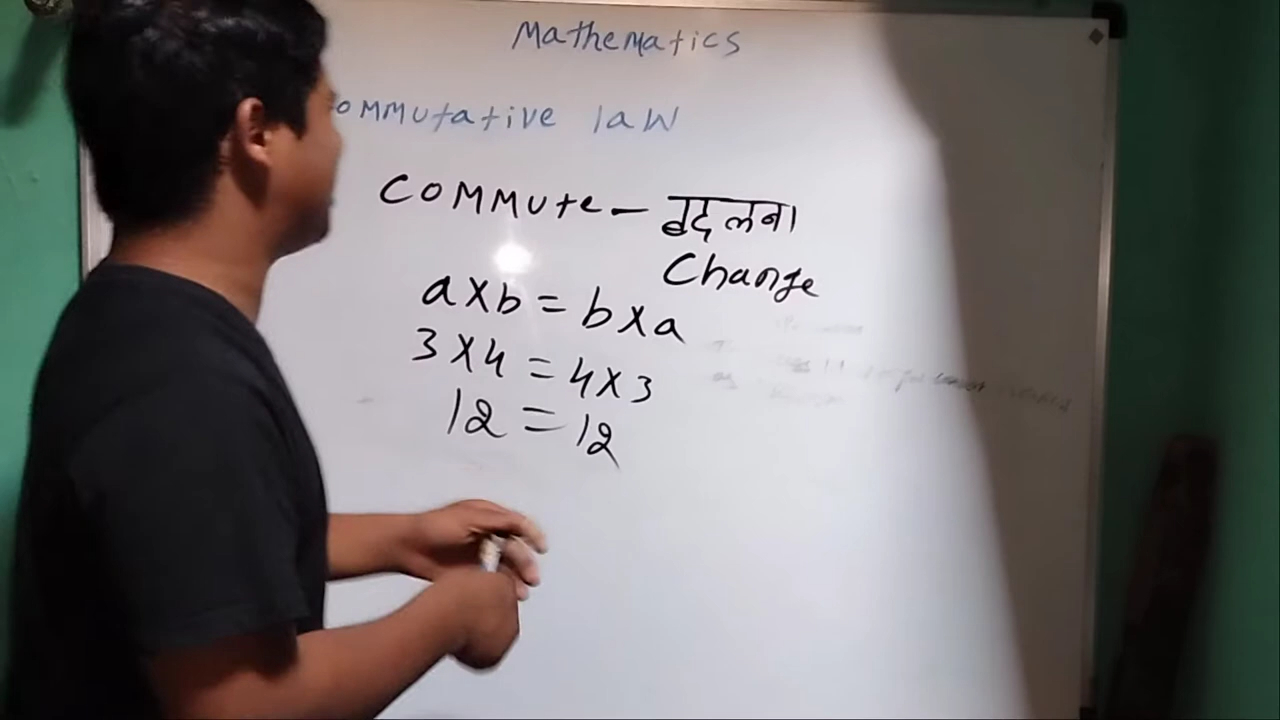 Mathematics
ommutative law
Commute - बदलना
Change
a x b = b x a
3 x 4 = 4 x 3
12 = 12